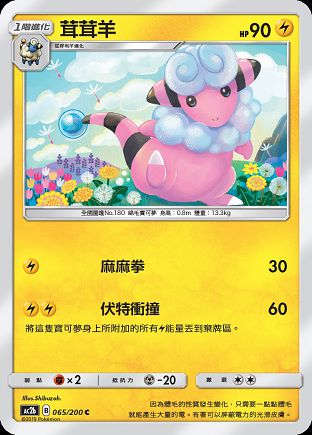 1階進化 茸茸羊 HP 90
從咩利羊進化
全國圖鑑No.180 綿毛寶可夢 身高:0.8m 體重:13.3kg
麻麻拳 30
伏特衝撞 60
將這隻寶可夢身上所附加的所有能量丟到棄牌區。
弱點 ×2 抵抗力 -20 撤退
Illus.Shibuzoh.
AC2b B 065/200 C
©2019 Pokémon
因為體毛的性質發生變化,只需要一點點體毛
就能產生大量的電。有著可以屏蔽電力的光滑皮膚。